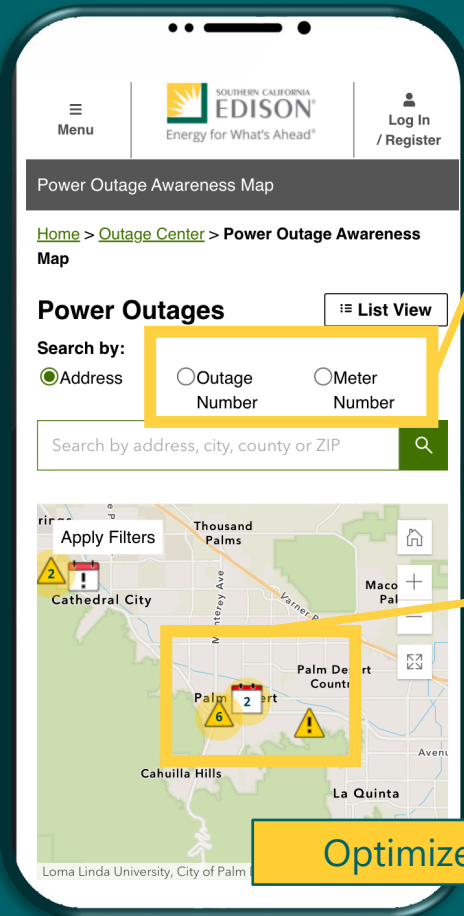 ☰
Menu
SOUTHERN CALIFORNIA
EDISON®
Energy for What's Ahead®
Log In
/ Register
Power Outage Awareness Map
Home > Outage Center > Power Outage Awareness
Map
Power Outages
List View
Search by:
Address
Outage
Number
Meter
Number
Search by address, city, county or ZIP
Apply Filters
Thousand
Palms
2
!
Cathedral City
Monterey Ave
Varner
+
−
Palm
Countr
2
6
!
Cahuilla Hills
La Quinta
Loma Linda University, City of Palm
Optimize